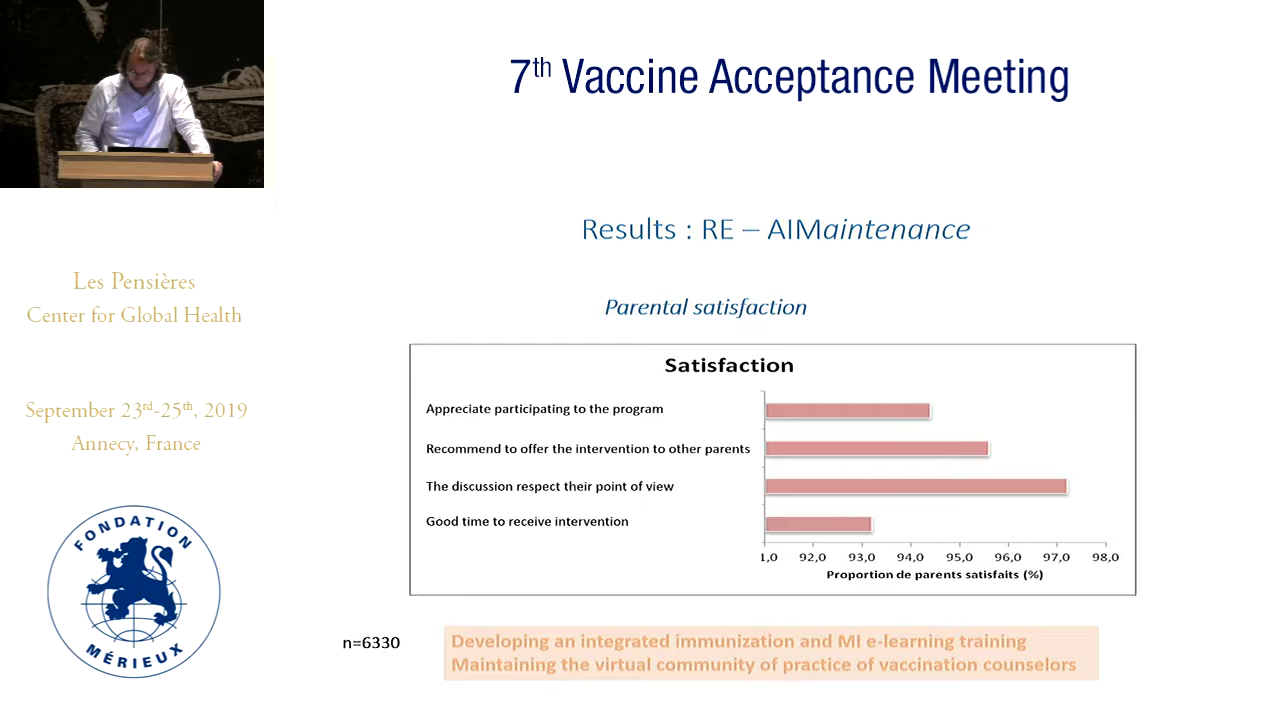 7th Vaccine Acceptance Meeting
Results : RE – AIMaintenance
Les Pensières
Center for Global Health
Parental satisfaction
September 23rd-25th, 2019
Annecy, France
Satisfaction
Appreciate participating to the program
Recommend to offer the intervention to other parents
The discussion respect their point of view
Good time to receive intervention
1,0 92,0 93,0 94,0 95,0 96,0 97,0 98,0
Proportion de parents satisfaits (%)
n=6330
Developing an integrated immunization and MI e-learning training
Maintaining the virtual community of practice of vaccination counselors
FONDATION
MÉRIEUX